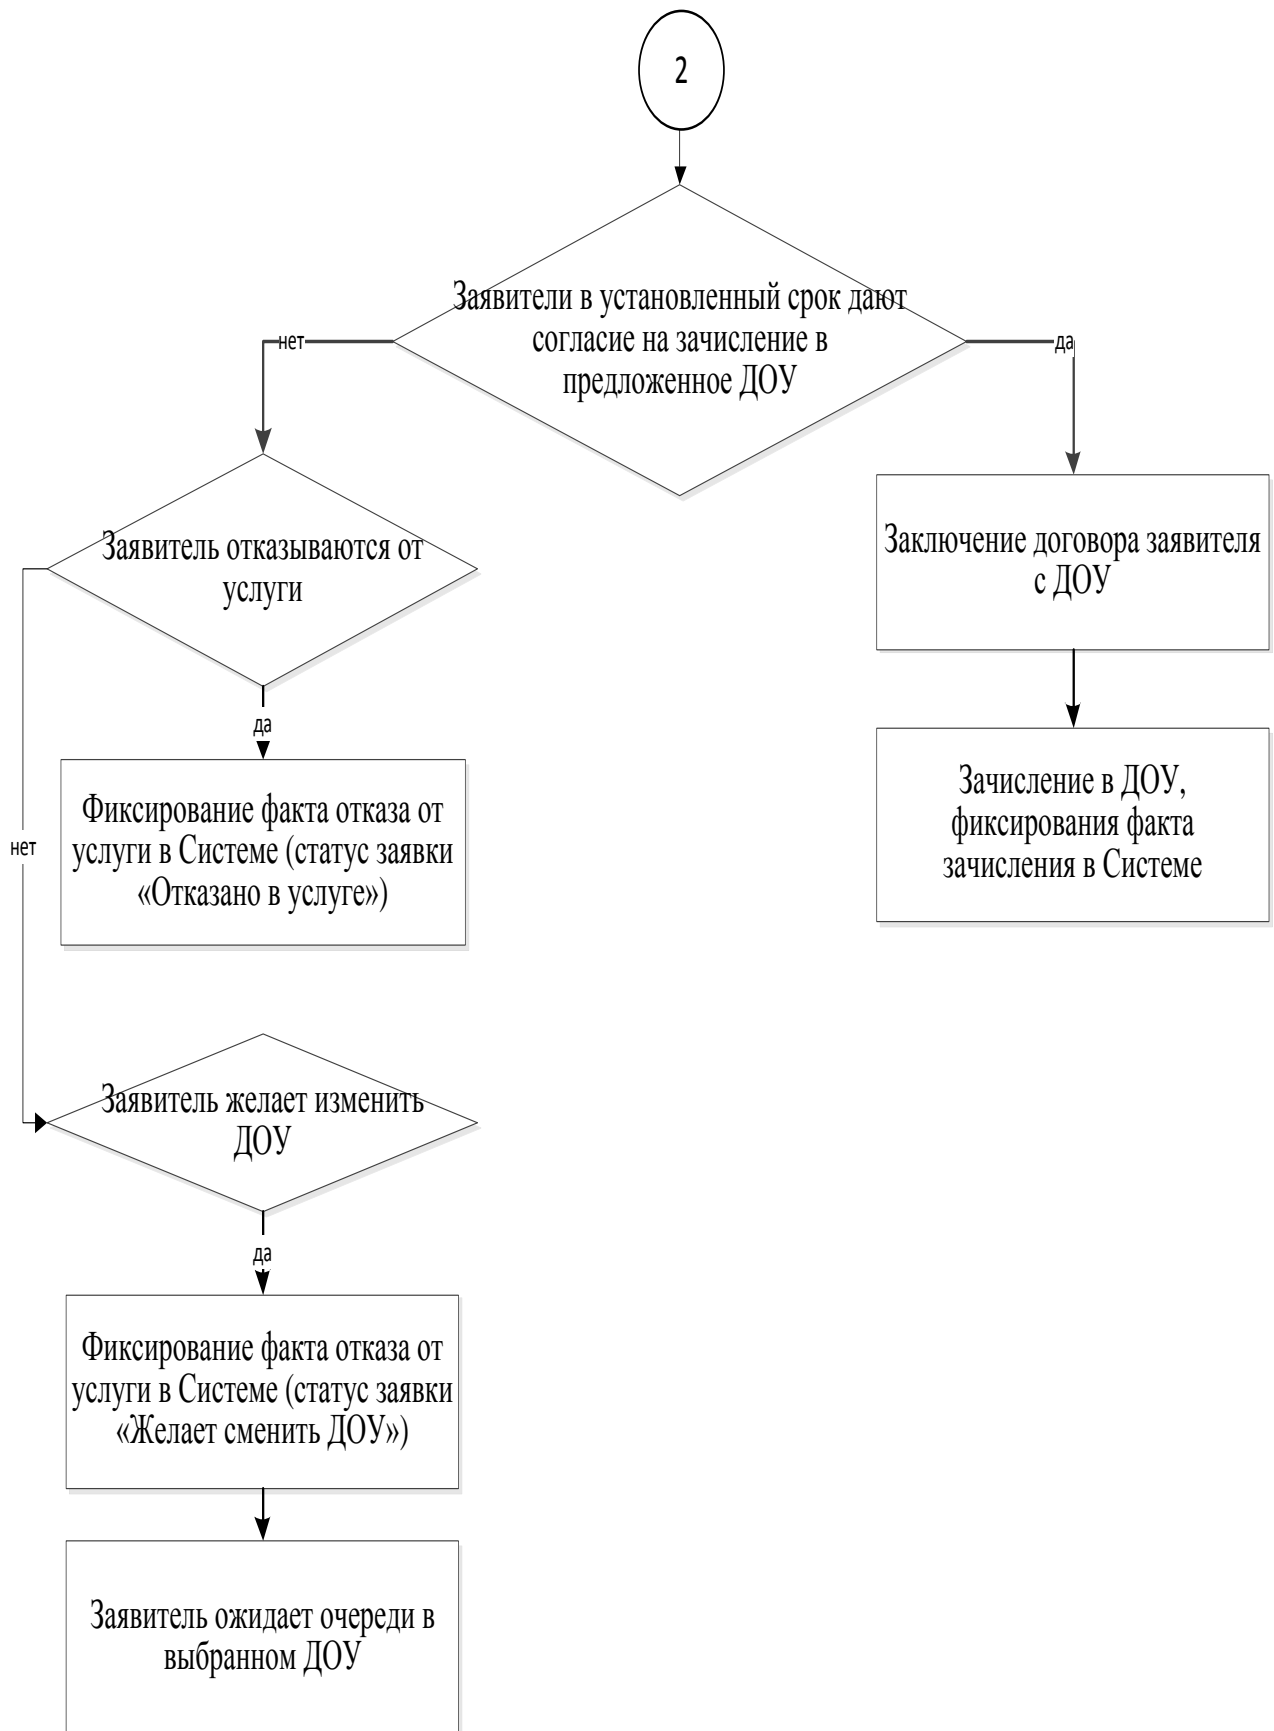 2
Заявители в установленный срок дают
согласие на зачисление в
предложенное ДОУ
нет
да
Заявитель отказываются от
услуги
Заключение договора заявителя
с ДОУ
да
Фиксирование факта отказа от
услуги в Системе (статус заявки
«Отказано в услуге»)
Зачисление в ДОУ,
фиксирования факта
зачисления в Системе
нет
Заявитель желает изменить
ДОУ
да
Фиксирование факта отказа от
услуги в Системе (статус заявки
«Желает сменить ДОУ»)
Заявитель ожидает очереди в
выбранном ДОУ